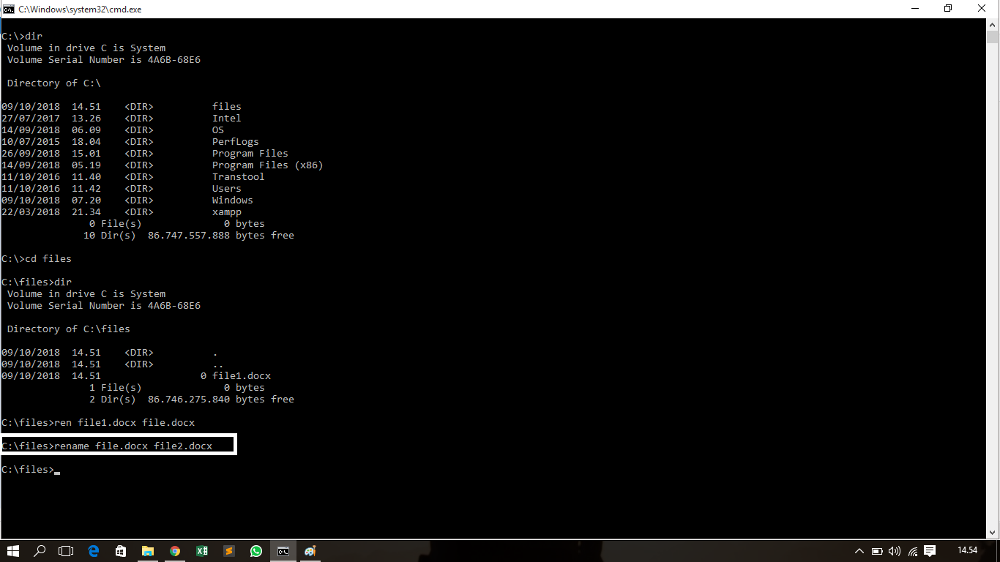 C:\Windows\system32\cmd.exe
C:\>dir
 Volume in drive C is System
 Volume Serial Number is 4A6B-68E6
 Directory of C:\
09/10/2018  14.51    <DIR>          files
27/07/2017  13.26    <DIR>          Intel
14/09/2018  06.09    <DIR>          OS
10/07/2015  18.04    <DIR>          PerfLogs
26/09/2018  15.01    <DIR>          Program Files
14/09/2018  05.19    <DIR>          Program Files (x86)
11/10/2016  11.40    <DIR>          Transtool
11/10/2016  11.42    <DIR>          Users
09/10/2018  07.20    <DIR>          Windows
22/03/2018  21.34    <DIR>          xampp
               0 File(s)              0 bytes
              10 Dir(s)  86.747.557.888 bytes free
C:\>cd files
C:\files>dir
 Volume in drive C is System
 Volume Serial Number is 4A6B-68E6
 Directory of C:\files
09/10/2018  14.51    <DIR>          .
09/10/2018  14.51    <DIR>          ..
09/10/2018  14.51                 0 file1.docx
               1 File(s)              0 bytes
               2 Dir(s)  86.746.275.840 bytes free
C:\files>ren file1.docx file.docx
C:\files>rename file.docx file2.docx
C:\files>_
14.54